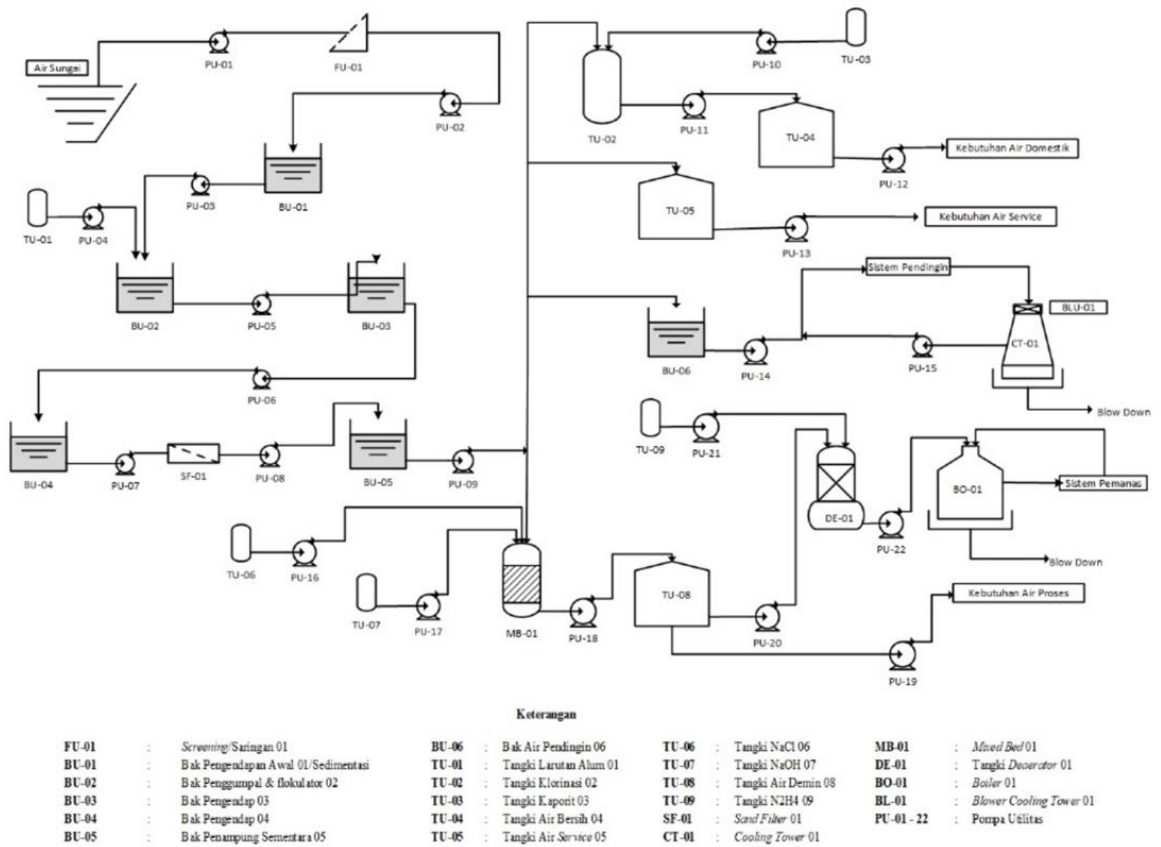 PU-01
FU-01
Air Sungai
PU-02
PU-03
BU-01
TU-01
PU-04
BU-02
PU-05
BU-03
PU-06
BU-04
PU-07
SF-01
PU-08
BU-05
PU-09
TU-06
PU-16
TU-07
PU-17
MB-01
PU-18
PU-10
TU-03
TU-02
PU-11
TU-04
PU-12
Kebutuhan Air Domestik
TU-05
PU-13
Kebutuhan Air Service
Sistem Pendingin
BLU-01
CT-01
BU-06
PU-14
PU-15
Blow Down
TU-09
PU-21
DE-01
PU-22
BO-01
Sistem Pemanas
Blow Down
TU-08
PU-20
Kebutuhan Air Proses
PU-19
Keterangan
FU-01 : Screening/Saringan 01
BU-01 : Bak Pengendapan Awal 01/Sedimentasi
BU-02 : Bak Penggumpal & flokulator 02
BU-03 : Bak Pengendap 03
BU-04 : Bak Pengendap 04
BU-05 : Bak Penampung Sementara 05
BU-06 : Bak Air Pendingin 06
TU-01 : Tangki Larutan Alum 01
TU-02 : Tangki Klorinasi 02
TU-03 : Tangki Kaporit 03
TU-04 : Tangki Air Bersih 04
TU-05 : Tangki Air Service 05
TU-06 : Tangki NaCl 06
TU-07 : Tangki NaOH 07
TU-08 : Tangki Air Demin 08
TU-09 : Tangki N2H4 09
SF-01 : Sand Filter 01
CT-01 : Cooling Tower 01
MB-01 : Mixed Bed 01
DE-01 : Tangki Deaerator 01
BO-01 : Boiler 01
BL-01 : Blower Cooling Tower 01
PU-01 - 22 : Pompa Utilitas